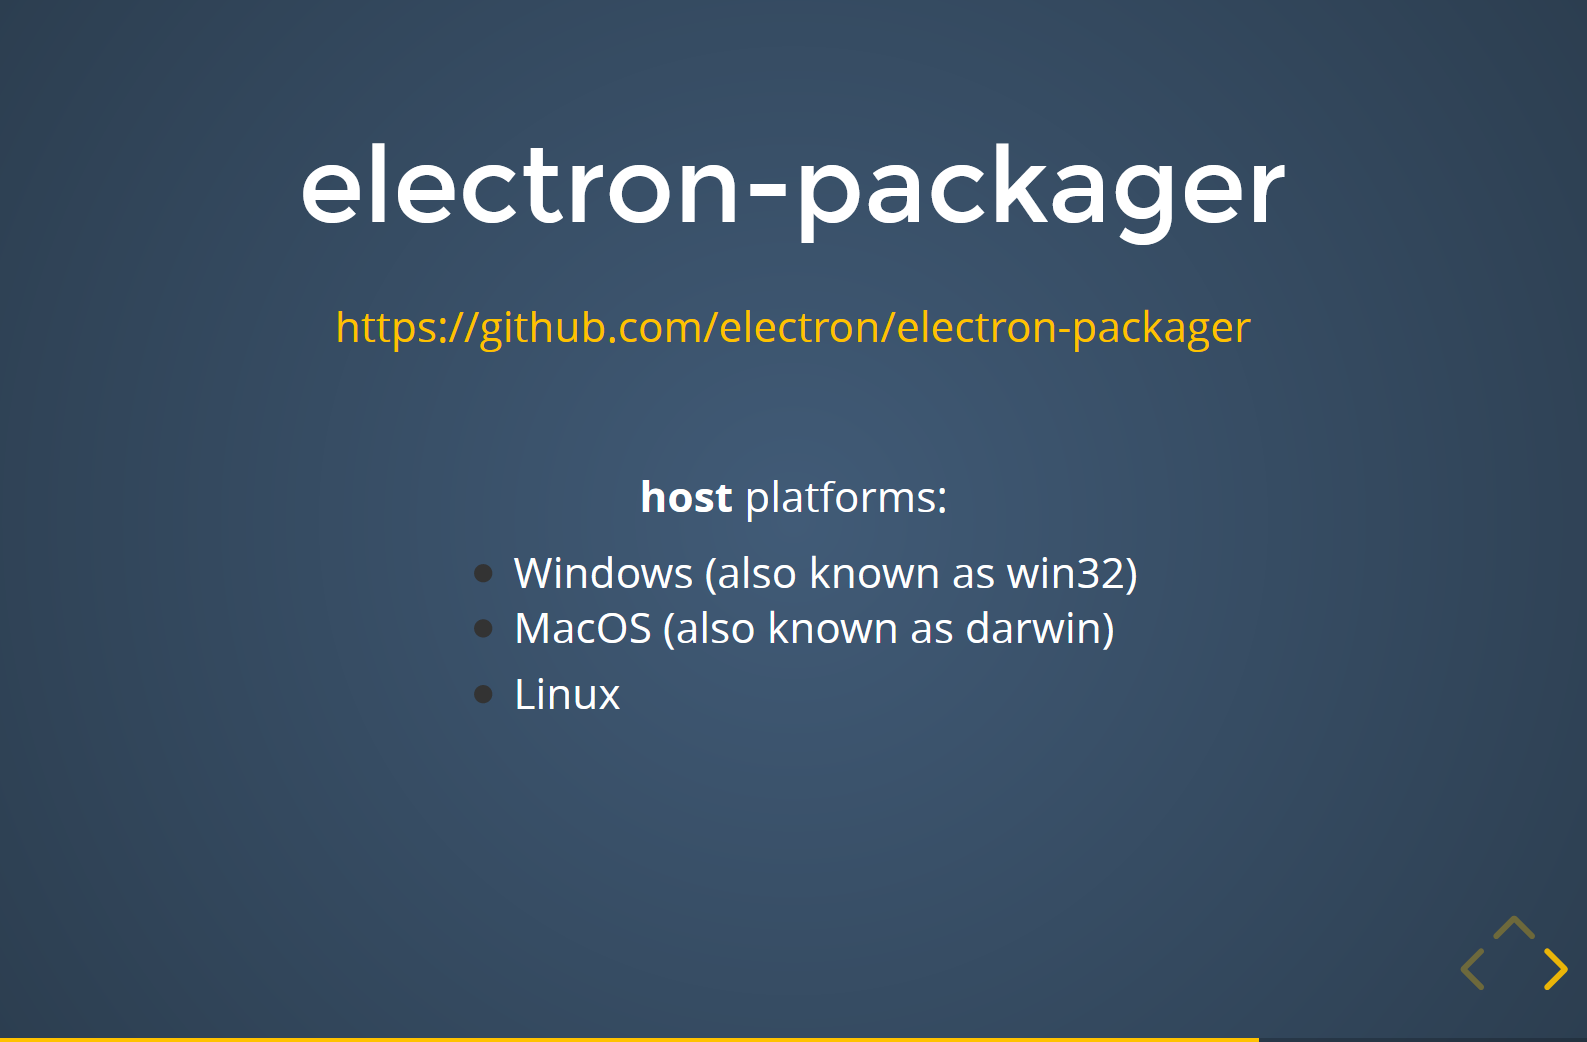 electron-packager
https://github.com/electron/electron-packager
host platforms:
Windows (also known as win32)
MacOS (also known as darwin)
Linux